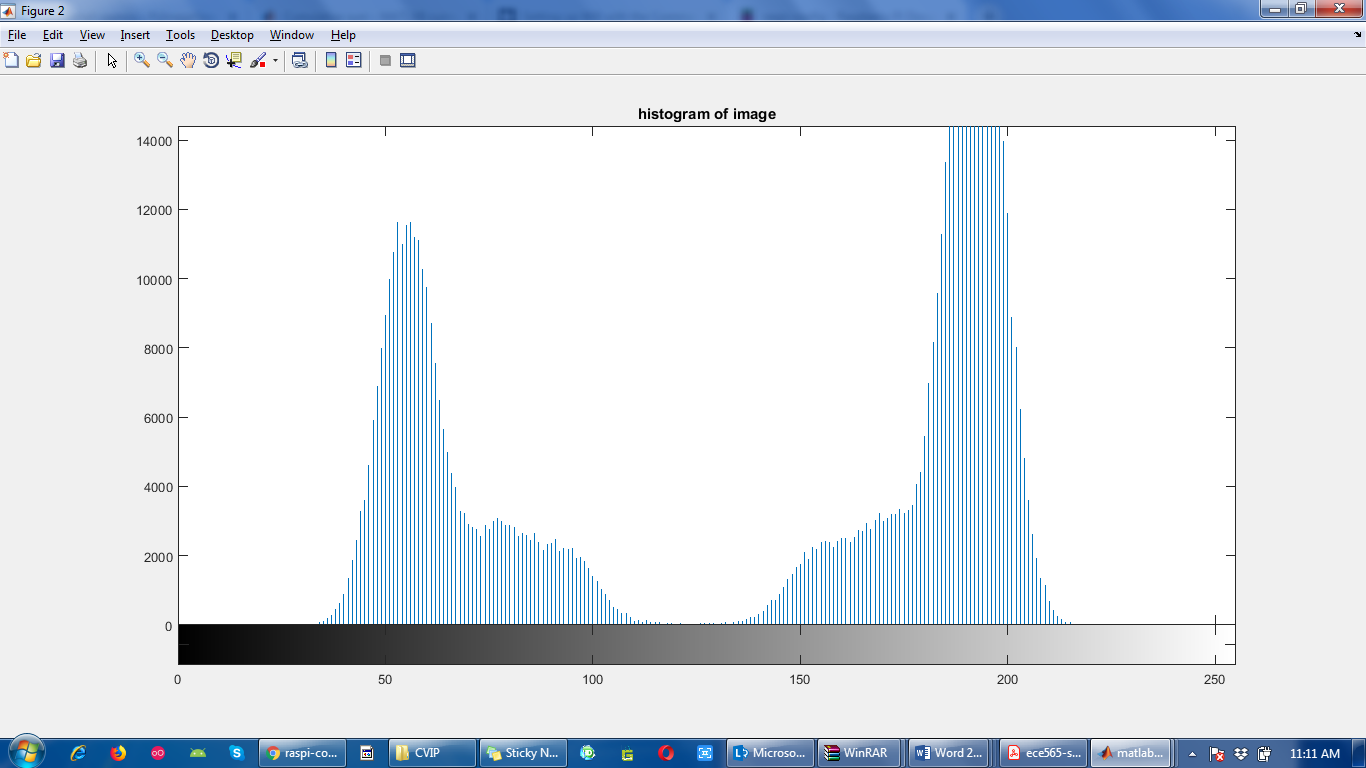 Figure 2
File Edit View Insert Tools Desktop Window Help
histogram of image
14000
12000
10000
8000
6000
4000
2000
0
0 50 100 150 200 250
raspi-co... CVIP Sticky N... Microso... WinRAR Word 2... ece565-s... matlab... 11:11 AM